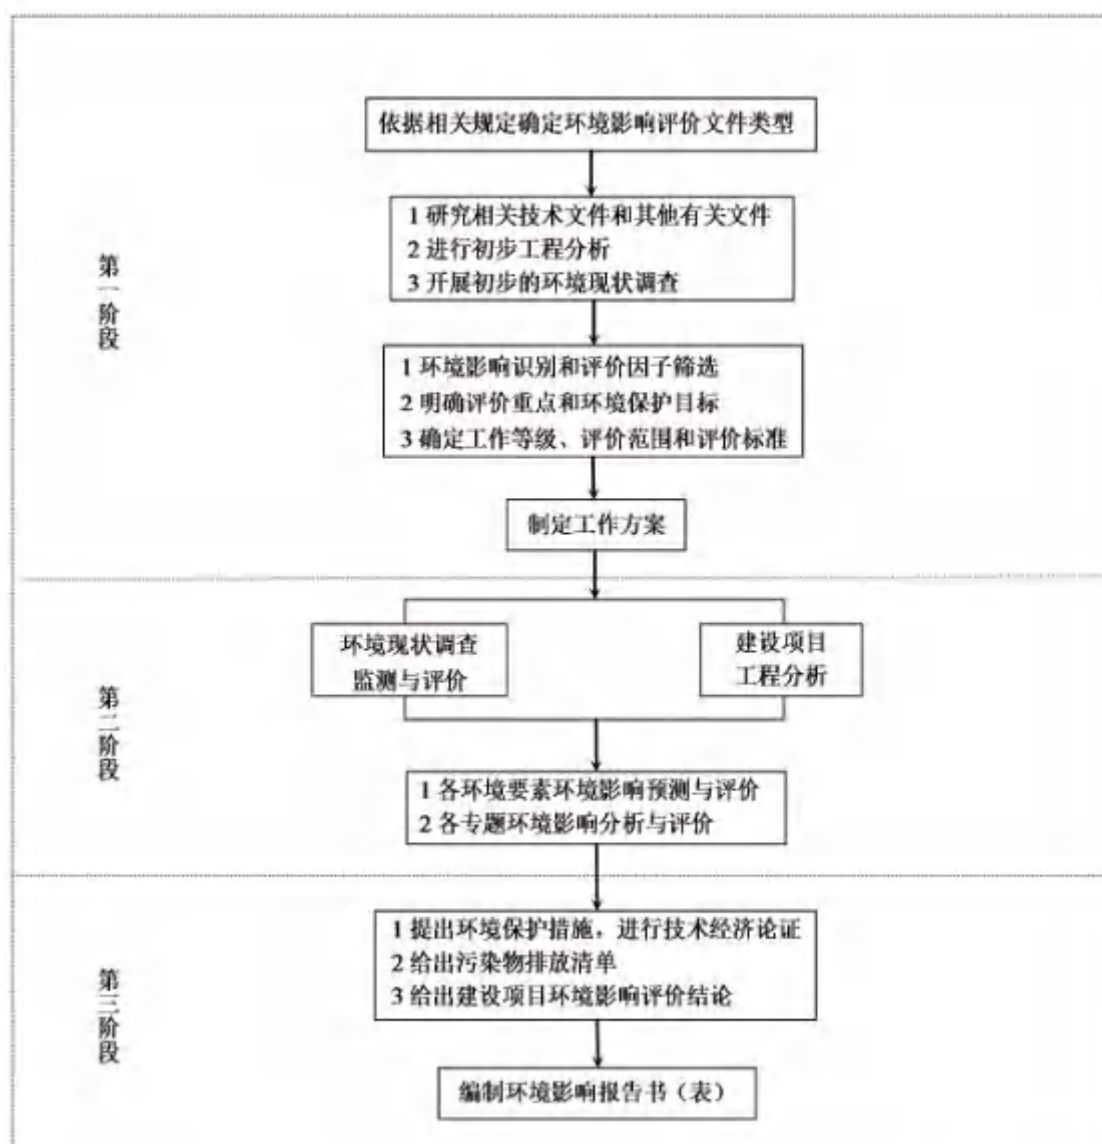 依据相关规定确定环境影响评价文件类型
第一阶段
1 研究相关技术文件和其他有关文件
2 进行初步工程分析
3 开展初步的环境现状调查
1 环境影响识别和评价因子筛选
2 明确评价重点和环境保护目标
3 确定工作等级、评价范围和评价标准
制定工作方案
第二阶段
环境现状调查
监测与评价
建设项目
工程分析
1 各环境要素环境影响预测与评价
2 各专题环境影响分析与评价
第三阶段
1 提出环境保护措施，进行技术经济论证
2 给出污染物排放清单
3 给出建设项目环境影响评价结论
编制环境影响报告书（表）